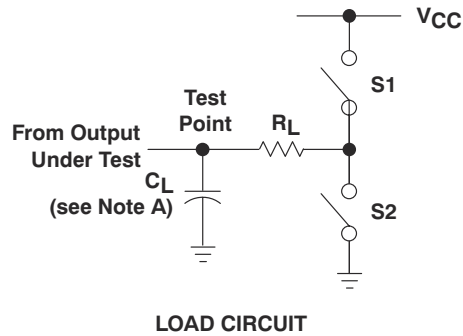 VCC
S1
Test
Point
RL
From Output
Under Test
CL
(see Note A)
S2
LOAD CIRCUIT